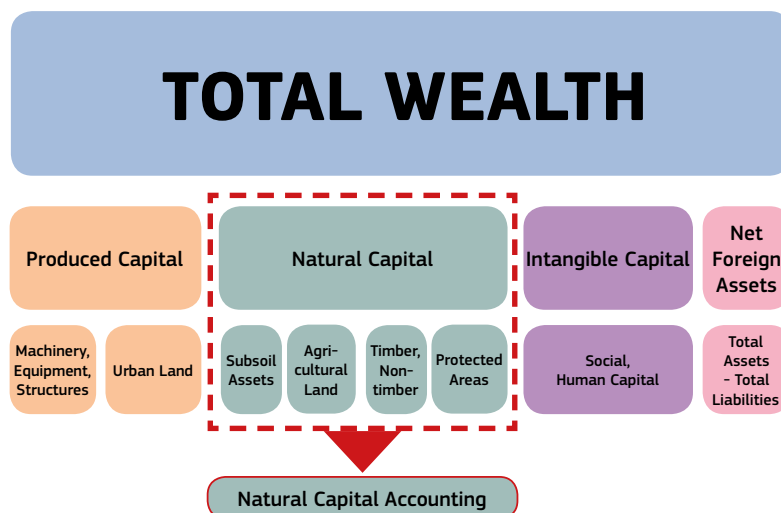 TOTAL WEALTH
Produced Capital
Natural Capital
Intangible Capital
Net
Foreign
Assets
Machinery,
Equipment,
Structures
Urban Land
Subsoil
Assets
Agri-
cultural
Land
Timber,
Non-
timber
Protected
Areas
Social,
Human Capital
Total
Assets
- Total
Liabilities
Natural Capital Accounting